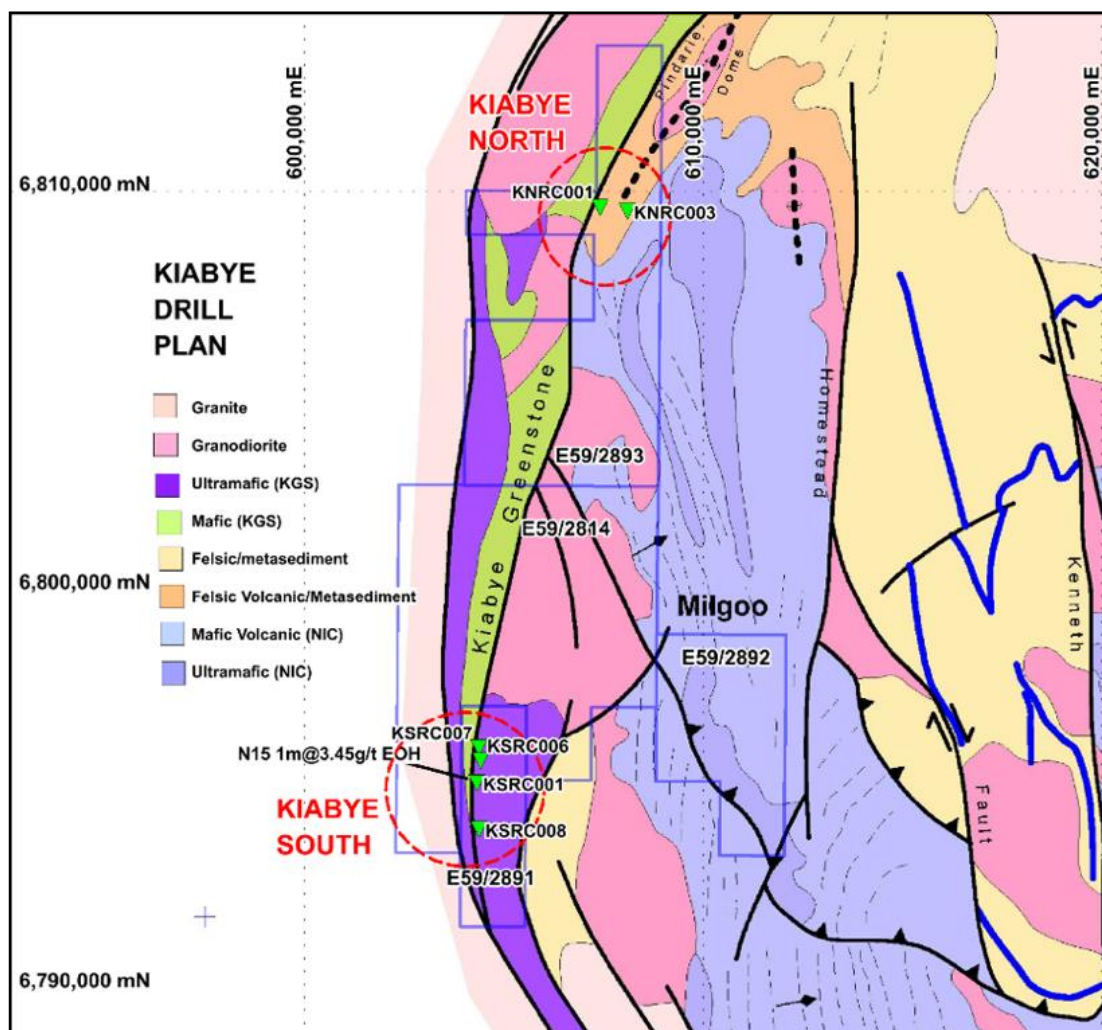 600,000 mE
610,000 mE
620,000 mE
Pindarie
Dome
KIABYE
NORTH
6,810,000 mN
KNRC001
KNRC003
KIABYE
DRILL
PLAN
Granite
Granodiorite
Ultramafic (KGS)
Mafic (KGS)
Felsic/metasediment
Felsic Volcanic/Metasediment
Mafic Volcanic (NIC)
Ultramafic (NIC)
Kiabye Greenstone
Homestead
E59/2893
E59/2814
6,800,000 mN
Milgoo
E59/2892
Kenneth
Fault
KSRC007
KSRC006
N15 1m@3.45g/t EOH
KSRC001
KIABYE
SOUTH
KSRC008
E59/2891
6,790,000 mN